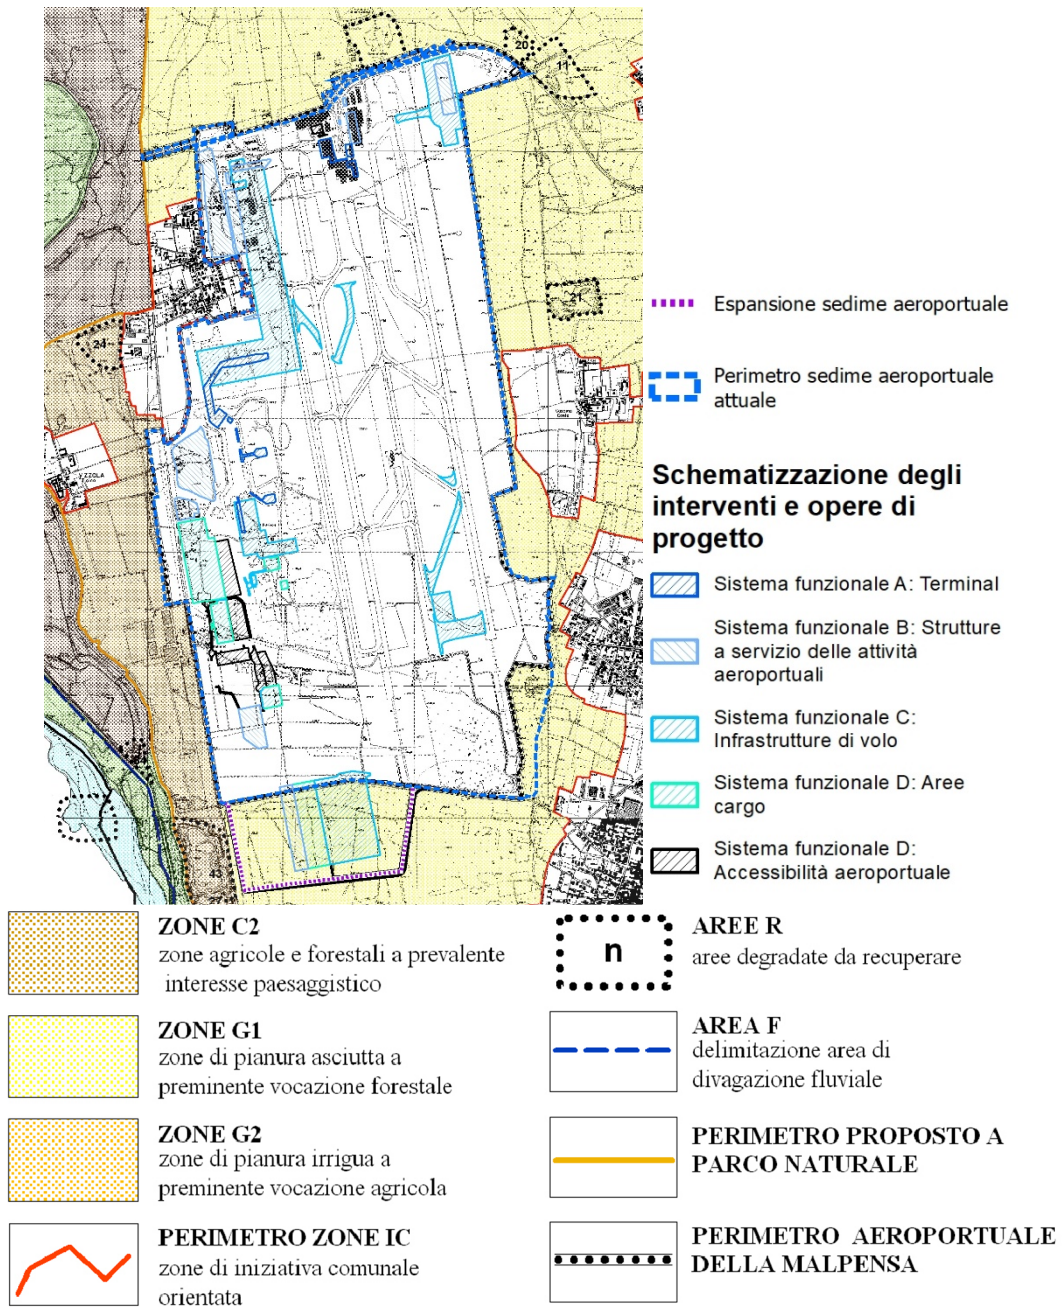 20
11
21
24
43
Espansione sedime aeroportuale
Perimetro sedime aeroportuale
attuale
Schematizzazione degli
interventi e opere di
progetto
Sistema funzionale A: Terminal
Sistema funzionale B: Strutture
a servizio delle attività
aeroportuali
Sistema funzionale C:
Infrastrutture di volo
Sistema funzionale D: Aree
cargo
Sistema funzionale D:
Accessibilità aeroportuale
ZONE C2
zone agricole e forestali a prevalente
interesse paesaggistico
ZONE G1
zone di pianura asciutta a
preminente vocazione forestale
ZONE G2
zone di pianura irrigua a
preminente vocazione agricola
PERIMETRO ZONE IC
zone di iniziativa comunale
orientata
n
AREE R
aree degradate da recuperare
AREA F
delimitazione area di
divagazione fluviale
PERIMETRO PROPOSTO A
PARCO NATURALE
PERIMETRO AEROPORTUALE
DELLA MALPENSA